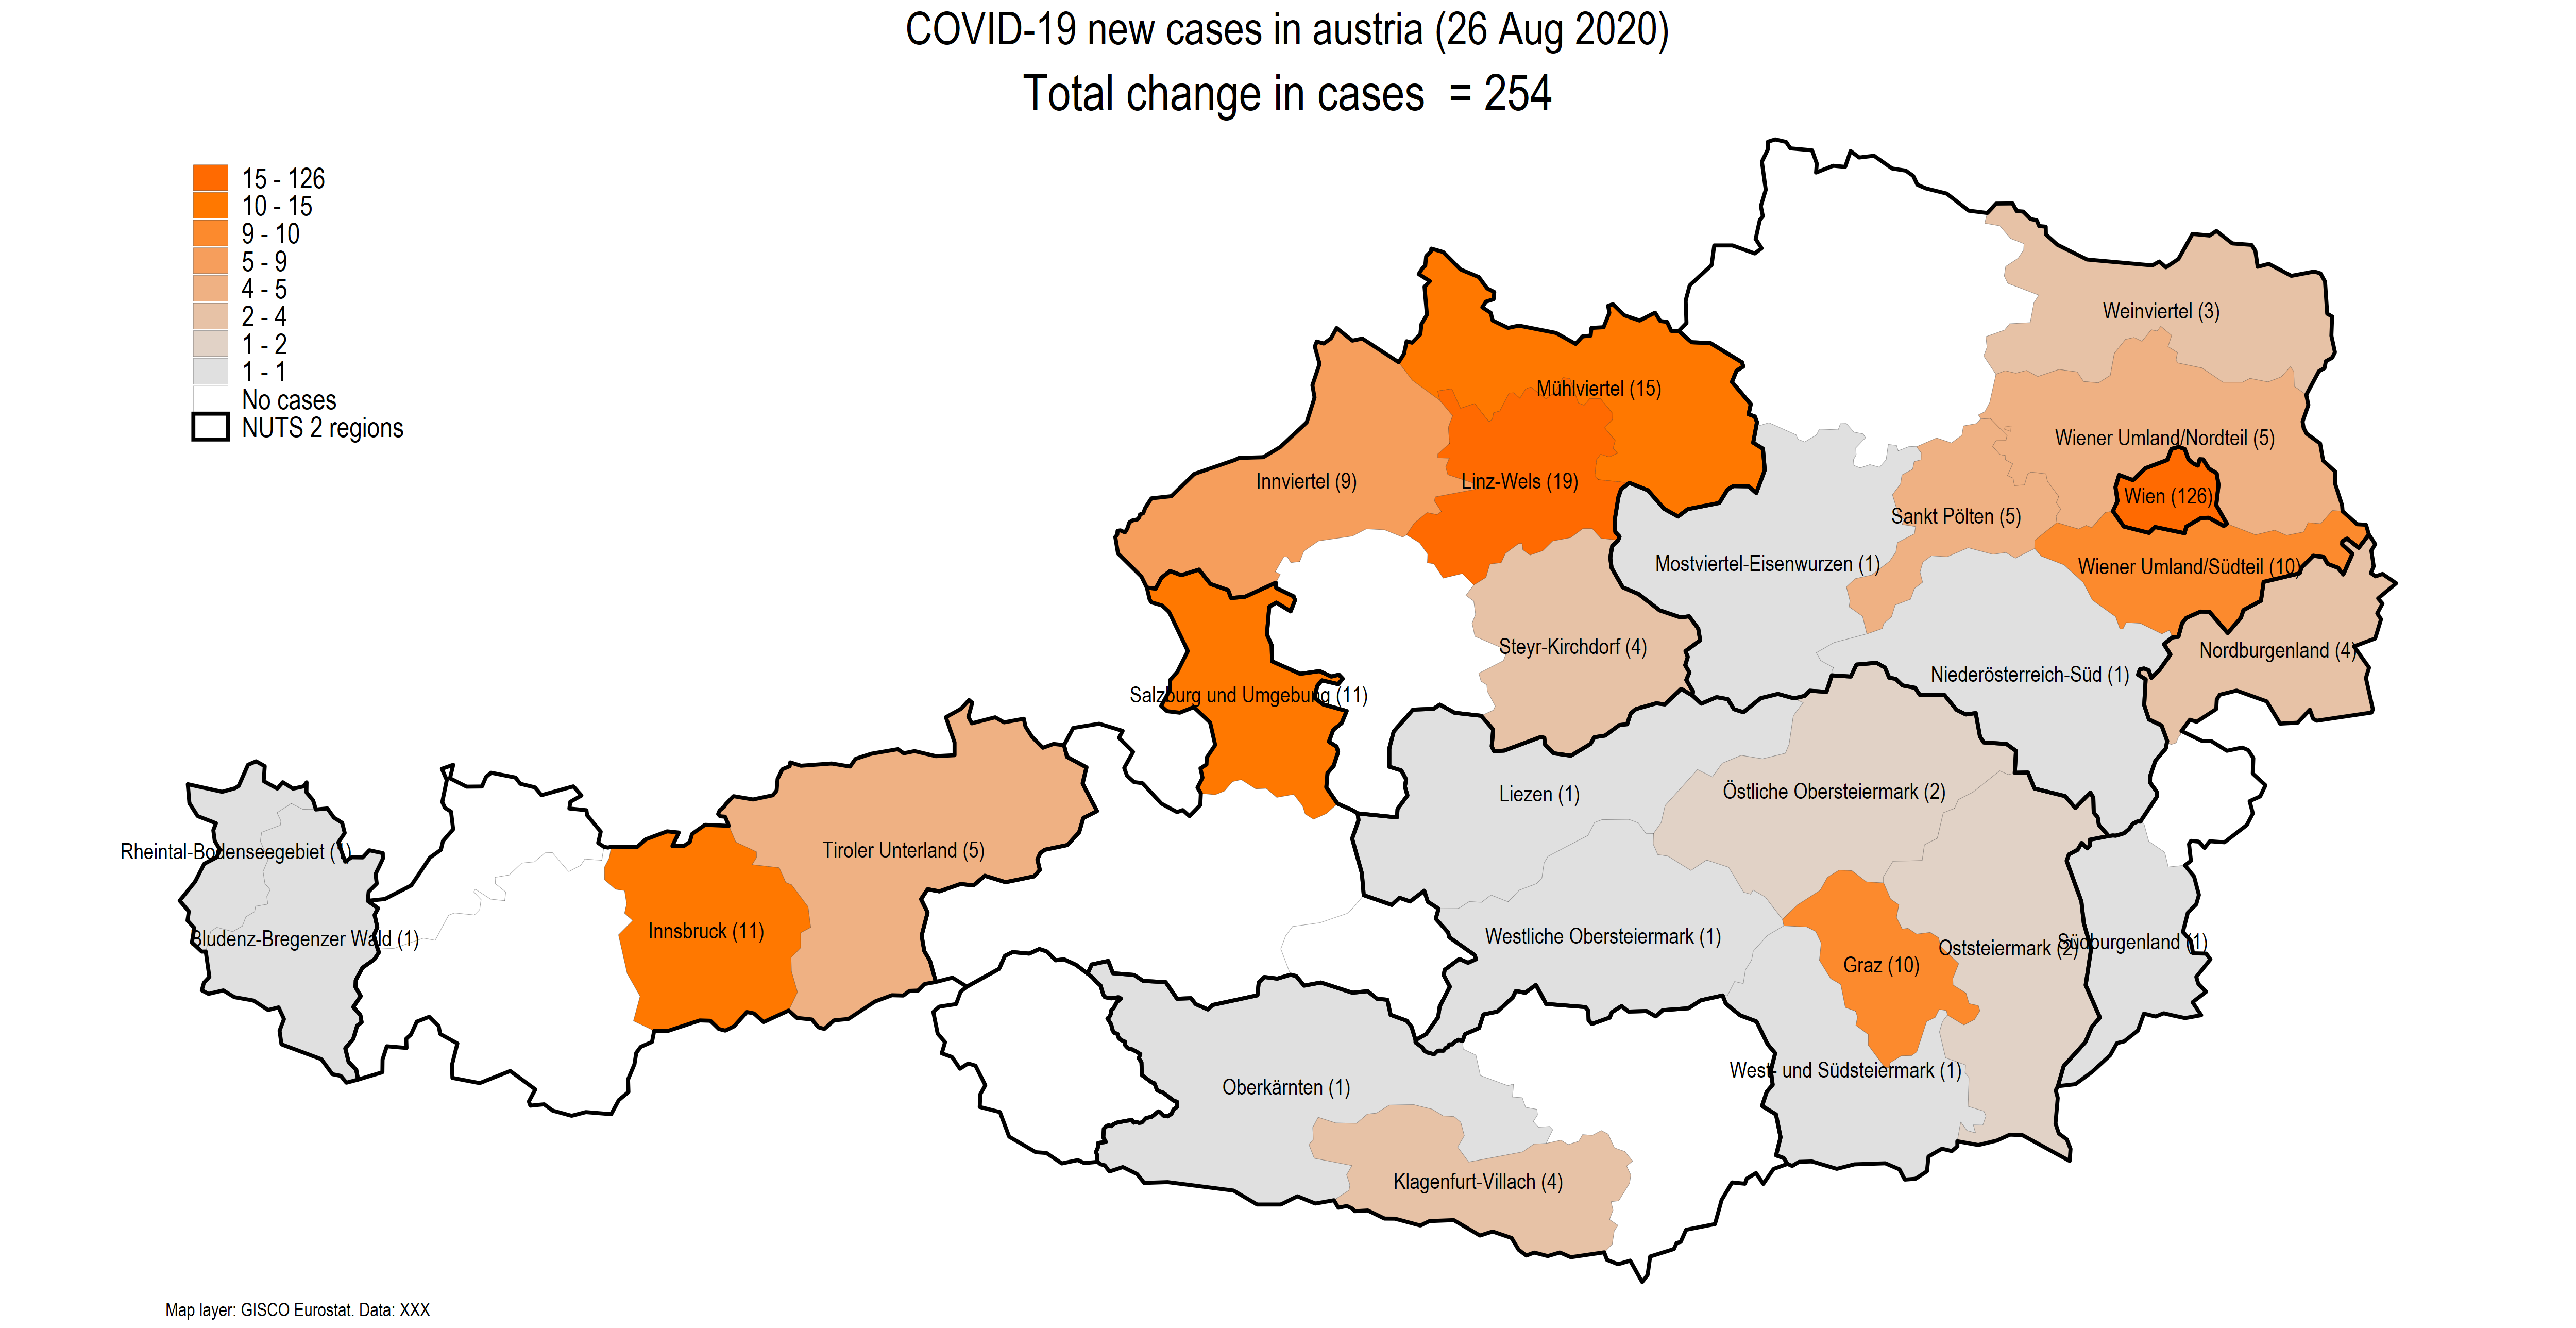 COVID-19 new cases in austria (26 Aug 2020)
Total change in cases = 254
15 - 126
10 - 15
9 - 10
5 - 9
4 - 5
2 - 4
1 - 2
1 - 1
No cases
NUTS 2 regions
Weinviertel (3)
Mühlviertel (15)
Wiener Umland/Nordteil (5)
Innviertel (9)
Linz-Wels (19)
Wien (126)
Sankt Pölten (5)
Mostviertel-Eisenwurzen (1)
Wiener Umland/Südteil (10)
Steyr-Kirchdorf (4)
Nordburgenland (4)
Niederösterreich-Süd (1)
Salzburg und Umgebung (11)
Liezen (1)
Östliche Obersteiermark (2)
Rheintal-Bodenseegebiet (1)
Tiroler Unterland (5)
Innsbruck (11)
Bludenz-Bregenzer Wald (1)
Westliche Obersteiermark (1)
Oststeiermark (2)
Südburgenland (1)
Graz (10)
West- und Südsteiermark (1)
Oberkärnten (1)
Klagenfurt-Villach (4)
Map layer: GISCO Eurostat. Data: XXX